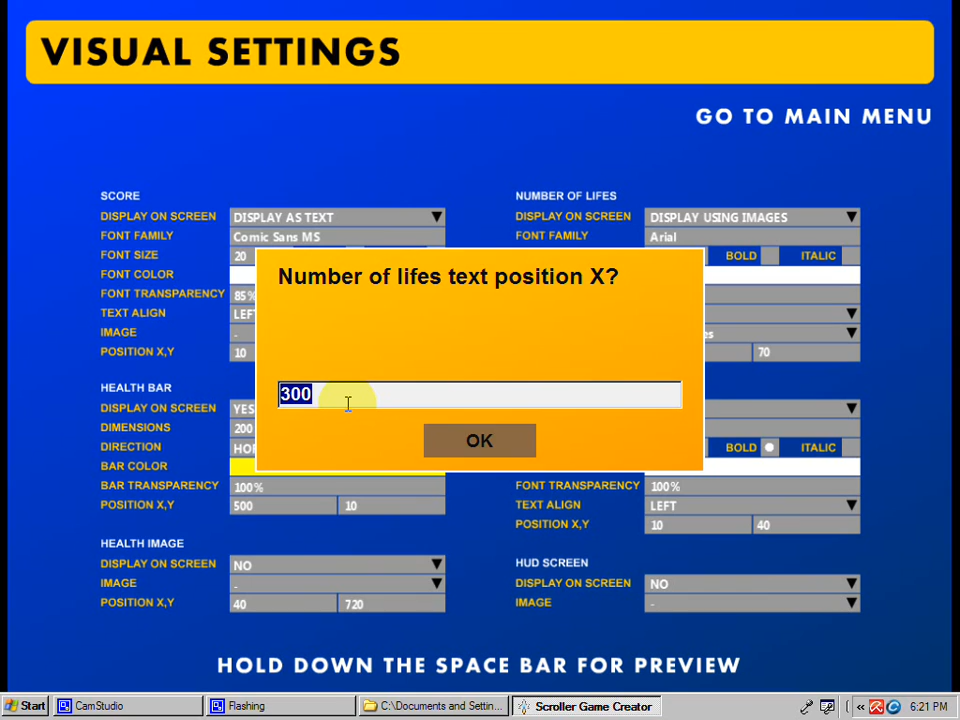 VISUAL SETTINGS
GO TO MAIN MENU
SCORE
DISPLAY ON SCREEN DISPLAY AS TEXT
FONT FAMILY Comic Sans MS
FONT SIZE 20
FONT COLOR
FONT TRANSPARENCY 85%
TEXT ALIGN
IMAGE -
POSITION X,Y 10
NUMBER OF LIFES
DISPLAY ON SCREEN DISPLAY USING IMAGES
FONT FAMILY Arial
BOLD ITALIC
70
Number of lifes text position X?
300
OK
HEALTH BAR
DISPLAY ON SCREEN
DIMENSIONS 200
DIRECTION
BAR COLOR
BAR TRANSPARENCY 100%
POSITION X,Y 500 10
BOLD ITALIC
FONT TRANSPARENCY 100%
TEXT ALIGN LEFT
POSITION X,Y 10 40
HEALTH IMAGE
DISPLAY ON SCREEN NO
IMAGE -
POSITION X,Y 40 720
HUD SCREEN
DISPLAY ON SCREEN NO
IMAGE -
HOLD DOWN THE SPACE BAR FOR PREVIEW
Start CamStudio Flashing C:\Documents and Settin... Scroller Game Creator « 6:21 PM